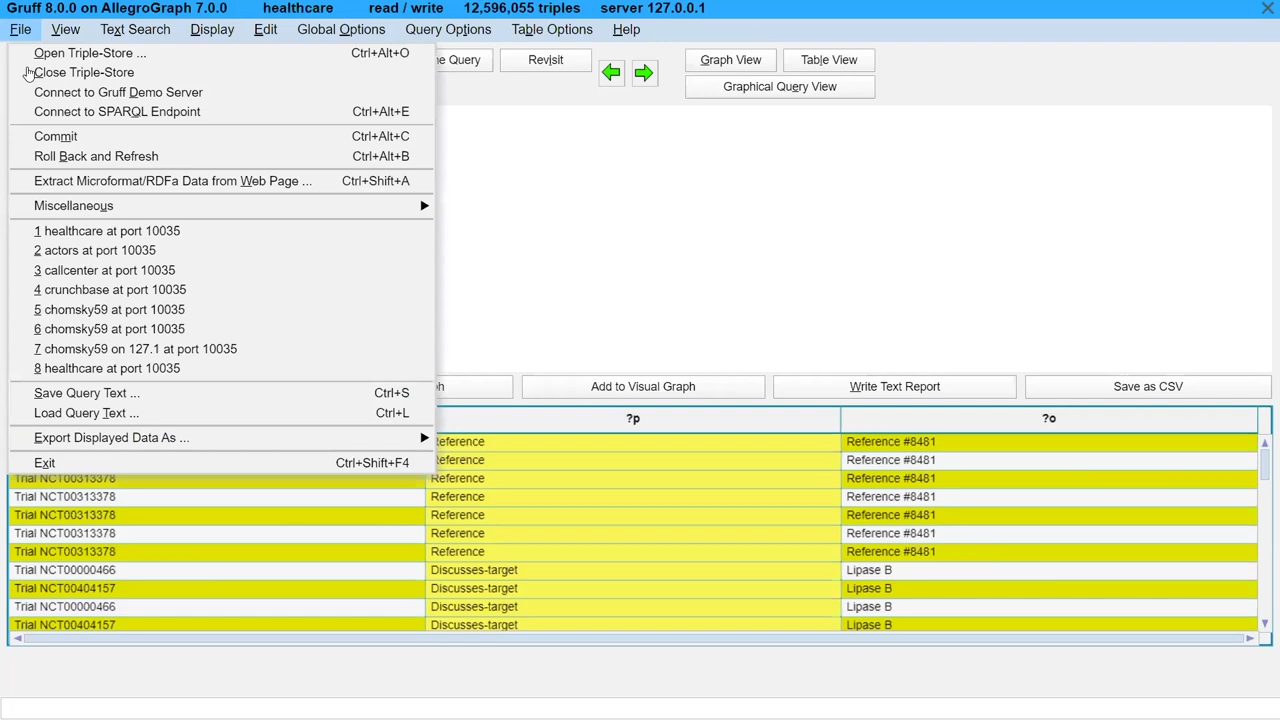 Gruff 8.0.0 on AllegroGraph 7.0.0 healthcare read / write 12,596,055 triples server 127.0.0.1
File View Text Search Display Edit Global Options Query Options Table Options Help
Open Triple-Store ... Ctrl+Alt+O
Close Triple-Store
Connect to Gruff Demo Server
Connect to SPARQL Endpoint Ctrl+Alt+E
Commit Ctrl+Alt+C
Roll Back and Refresh Ctrl+Alt+B
Extract Microformat/RDFa Data from Web Page ... Ctrl+Shift+A
Miscellaneous
1 healthcare at port 10035
2 actors at port 10035
3 callcenter at port 10035
4 crunchbase at port 10035
5 chomsky59 at port 10035
6 chomsky59 at port 10035
7 chomsky59 on 127.1 at port 10035
8 healthcare at port 10035
Save Query Text ... Ctrl+S
Load Query Text ... Ctrl+L
Export Displayed Data As ...
Exit Ctrl+Shift+F4
Query Revisit Graph View Table View
Graphical Query View
Add to Visual Graph Write Text Report Save as CSV
?p ?o
Reference Reference #8481
Reference Reference #8481
Trial NCT00313378 Reference Reference #8481
Trial NCT00313378 Reference Reference #8481
Trial NCT00313378 Reference Reference #8481
Trial NCT00313378 Reference Reference #8481
Trial NCT00313378 Reference Reference #8481
Trial NCT00000466 Discusses-target Lipase B
Trial NCT00404157 Discusses-target Lipase B
Trial NCT00000466 Discusses-target Lipase B
Trial NCT00404157 Discusses-target Lipase B